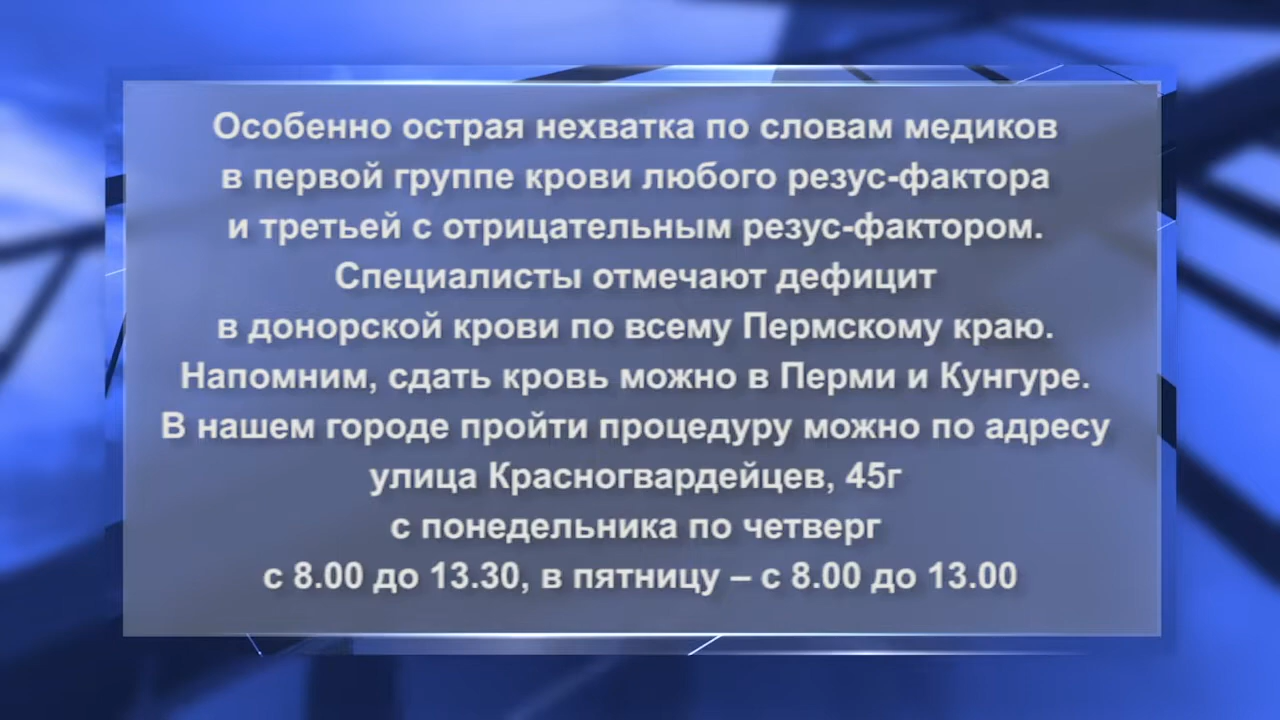 Особенно острая нехватка по словам медиков
в первой группе крови любого резус-фактора
и третьей с отрицательным резус-фактором.
Специалисты отмечают дефицит
в донорской крови по всему Пермскому краю.
Напомним, сдать кровь можно в Перми и Кунгуре.
В нашем городе пройти процедуру можно по адресу
улица Красногвардейцев, 45г
с понедельника по четверг
с 8.00 до 13.30, в пятницу – с 8.00 до 13.00